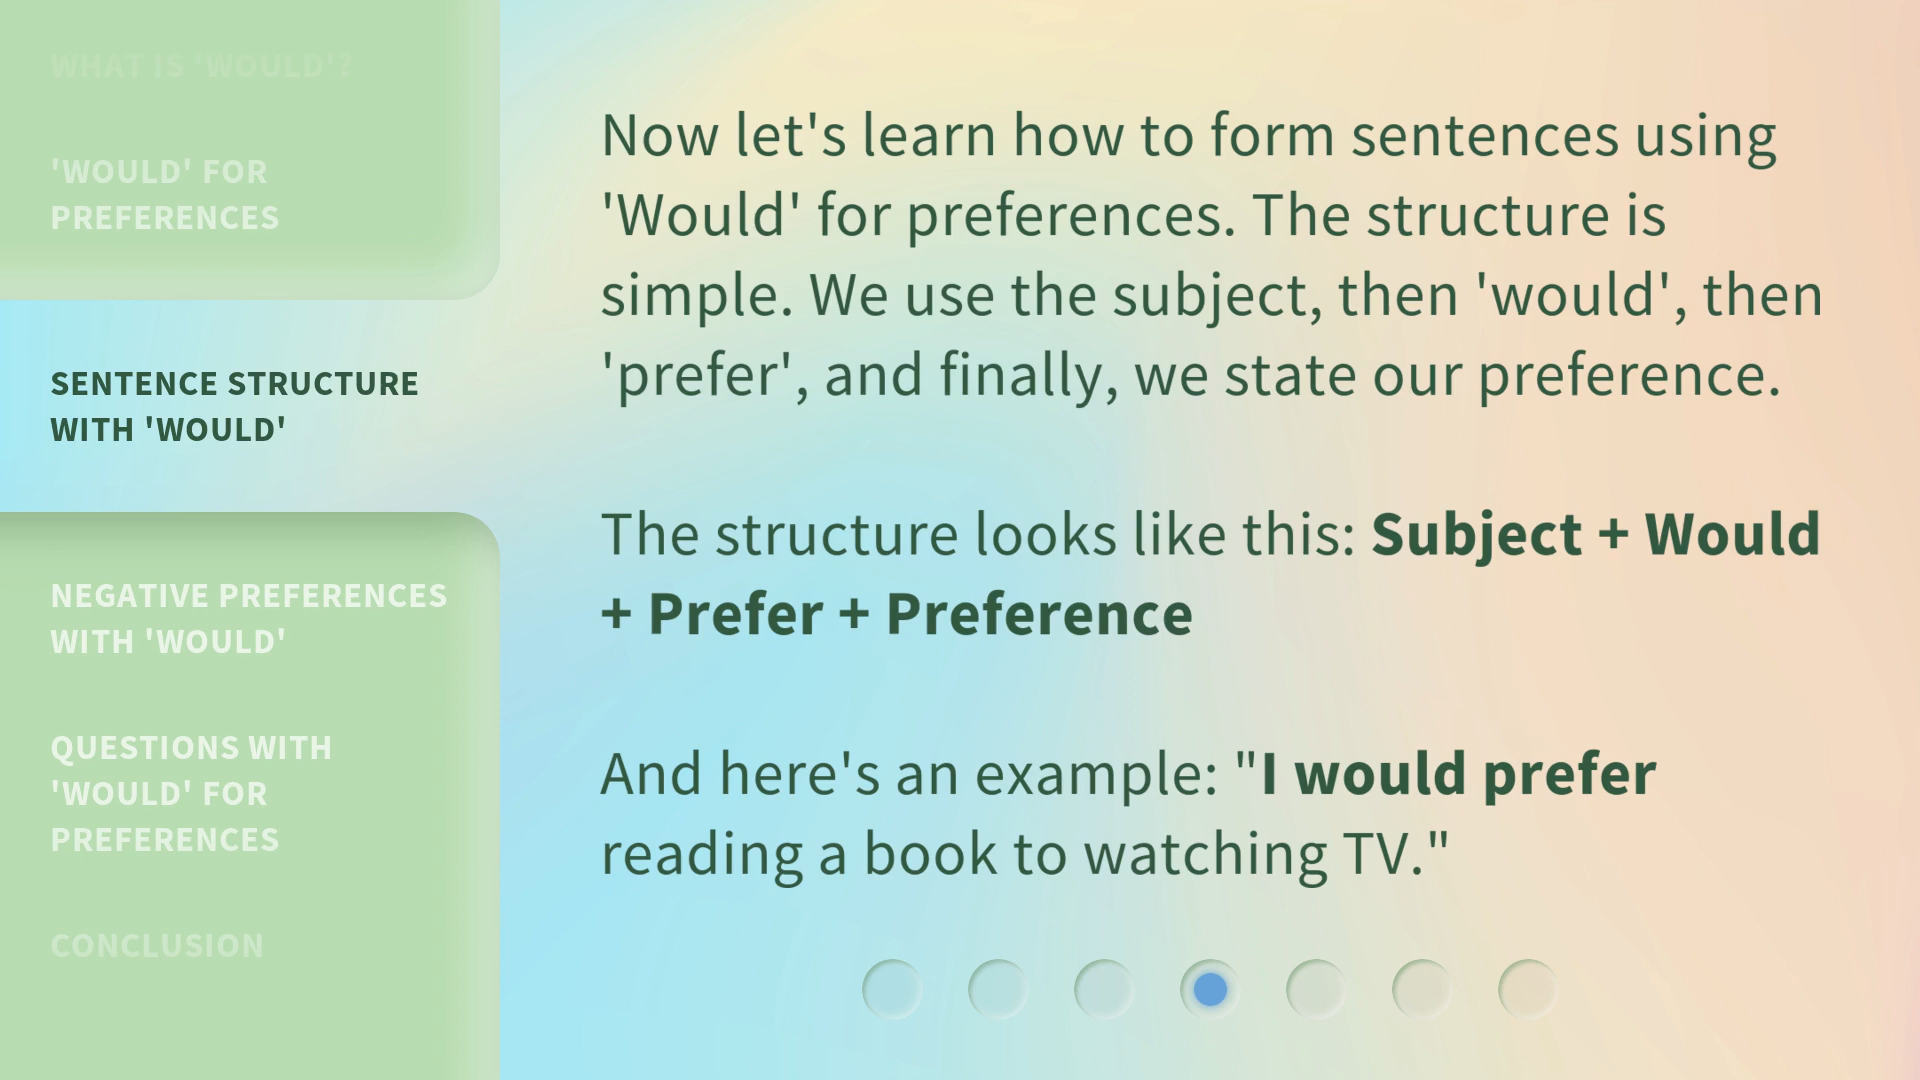 WHAT IS 'WOULD'?
'WOULD' FOR
PREFERENCES
SENTENCE STRUCTURE
WITH 'WOULD'
NEGATIVE PREFERENCES
WITH 'WOULD'
QUESTIONS WITH
'WOULD' FOR
PREFERENCES
CONCLUSION
Now let's learn how to form sentences using
'Would' for preferences. The structure is
simple. We use the subject, then 'would', then
'prefer', and finally, we state our preference.
The structure looks like this: Subject + Would
+ Prefer + Preference
And here's an example: "I would prefer
reading a book to watching TV."